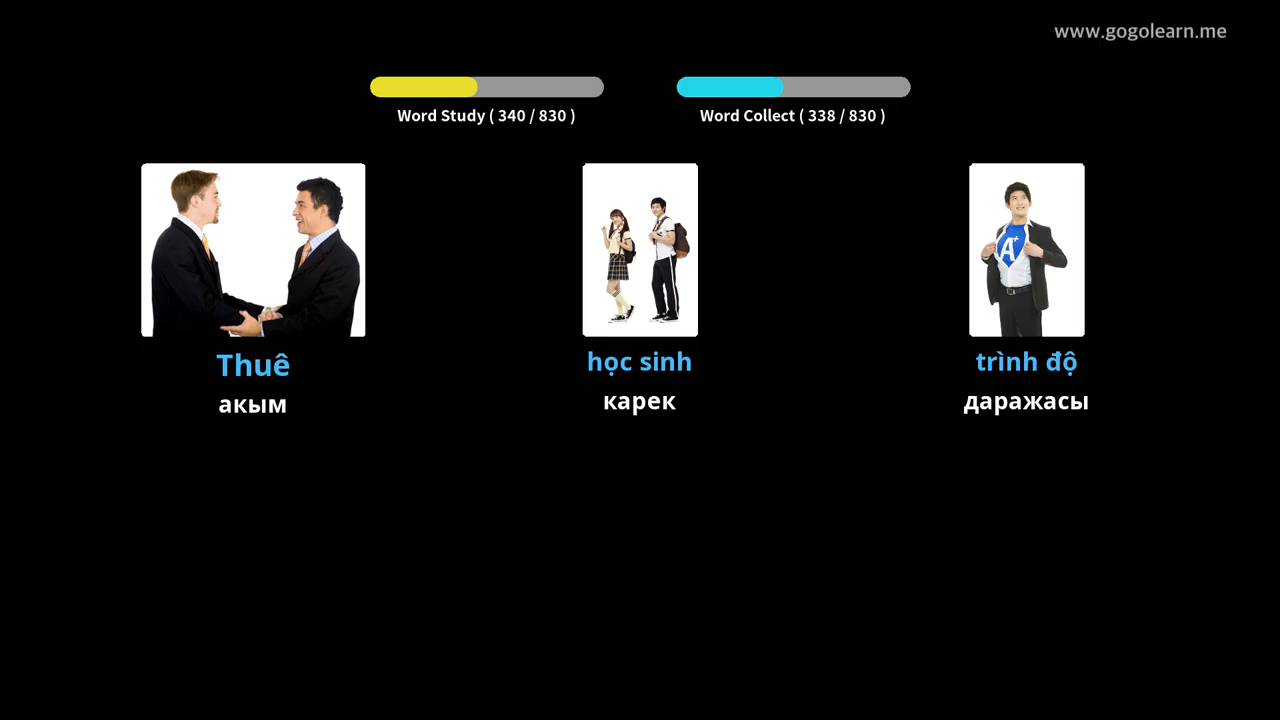 www.gogolearn.me
Word Study ( 340 / 830 )
Word Collect ( 338 / 830 )
A+
Thuê
học sinh
trình độ
акым
карек
даражасы